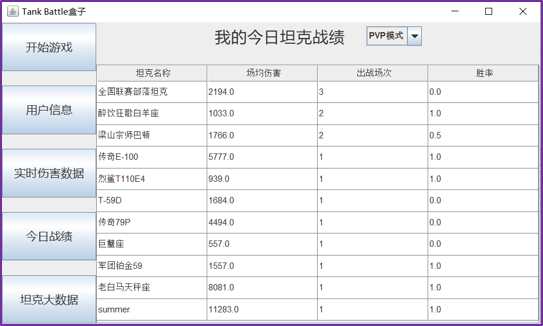 Tank Battle盒子
开始游戏
用户信息
实时伤害数据
今日战绩
坦克大数据
我的今日坦克战绩 PVP模式
坦克名称 场均伤害 出战场次 胜率
全国联赛部落坦克 2194.0 3 0.0
醉饮狂歌白羊座 1033.0 2 0.0
梁山宗师巴顿 1766.0 2 0.5
传奇E-100 5777.0 1 1.0
烈鲨T110E4 939.0 1 1.0
T-59D 1684.0 1 0.0
传奇79P 4494.0 1 0.0
巨蟹座 557.0 1 0.0
军团铂金59 1557.0 1 1.0
老白马天秤座 8081.0 1 1.0
summer 11283.0 1 1.0